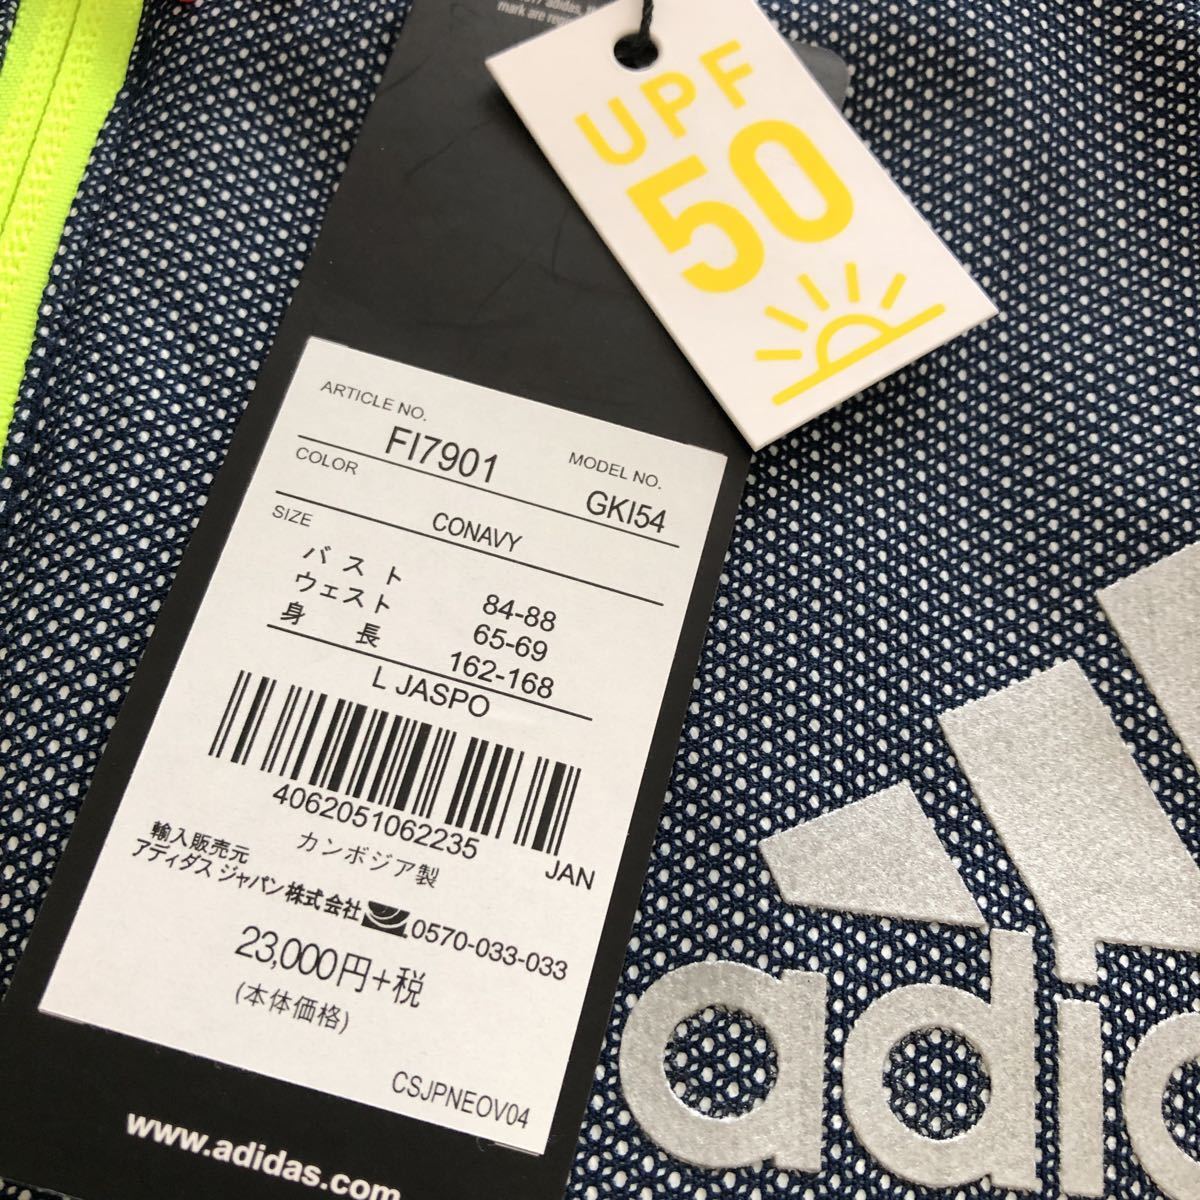 mark are
UPF
50
ARTICLE NO.
FI7901
MODEL NO.
GKI54
COLOR
CONAVY
SIZE
バスト 84-88
ウェスト 65-69
身長 162-168
L JASPO
4062051062235
JAN
カンボジア製
輸入販売元
アディダス ジャパン株式会社 0570-033-033
23,000円+税
(本体価格)
CSJPNEOV04
www.adidas.com